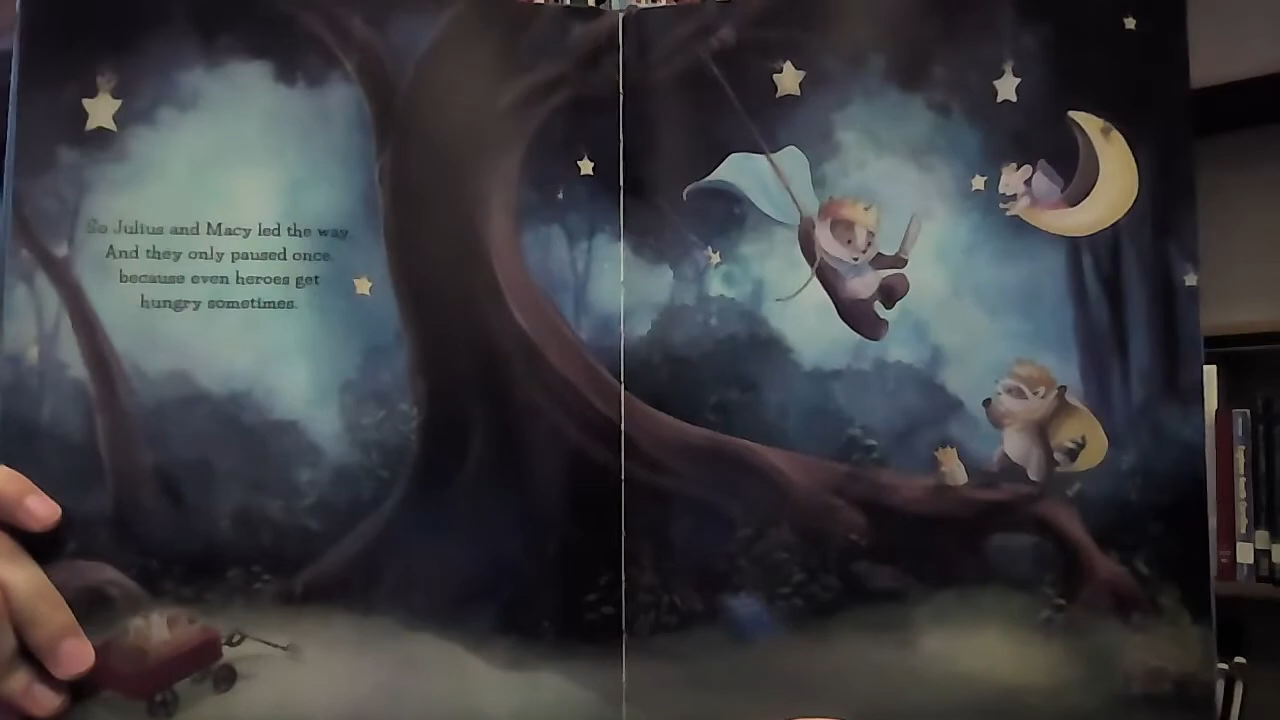 So Julius and Macy led the way.
And they only paused once,
because even heroes get
hungry sometimes.